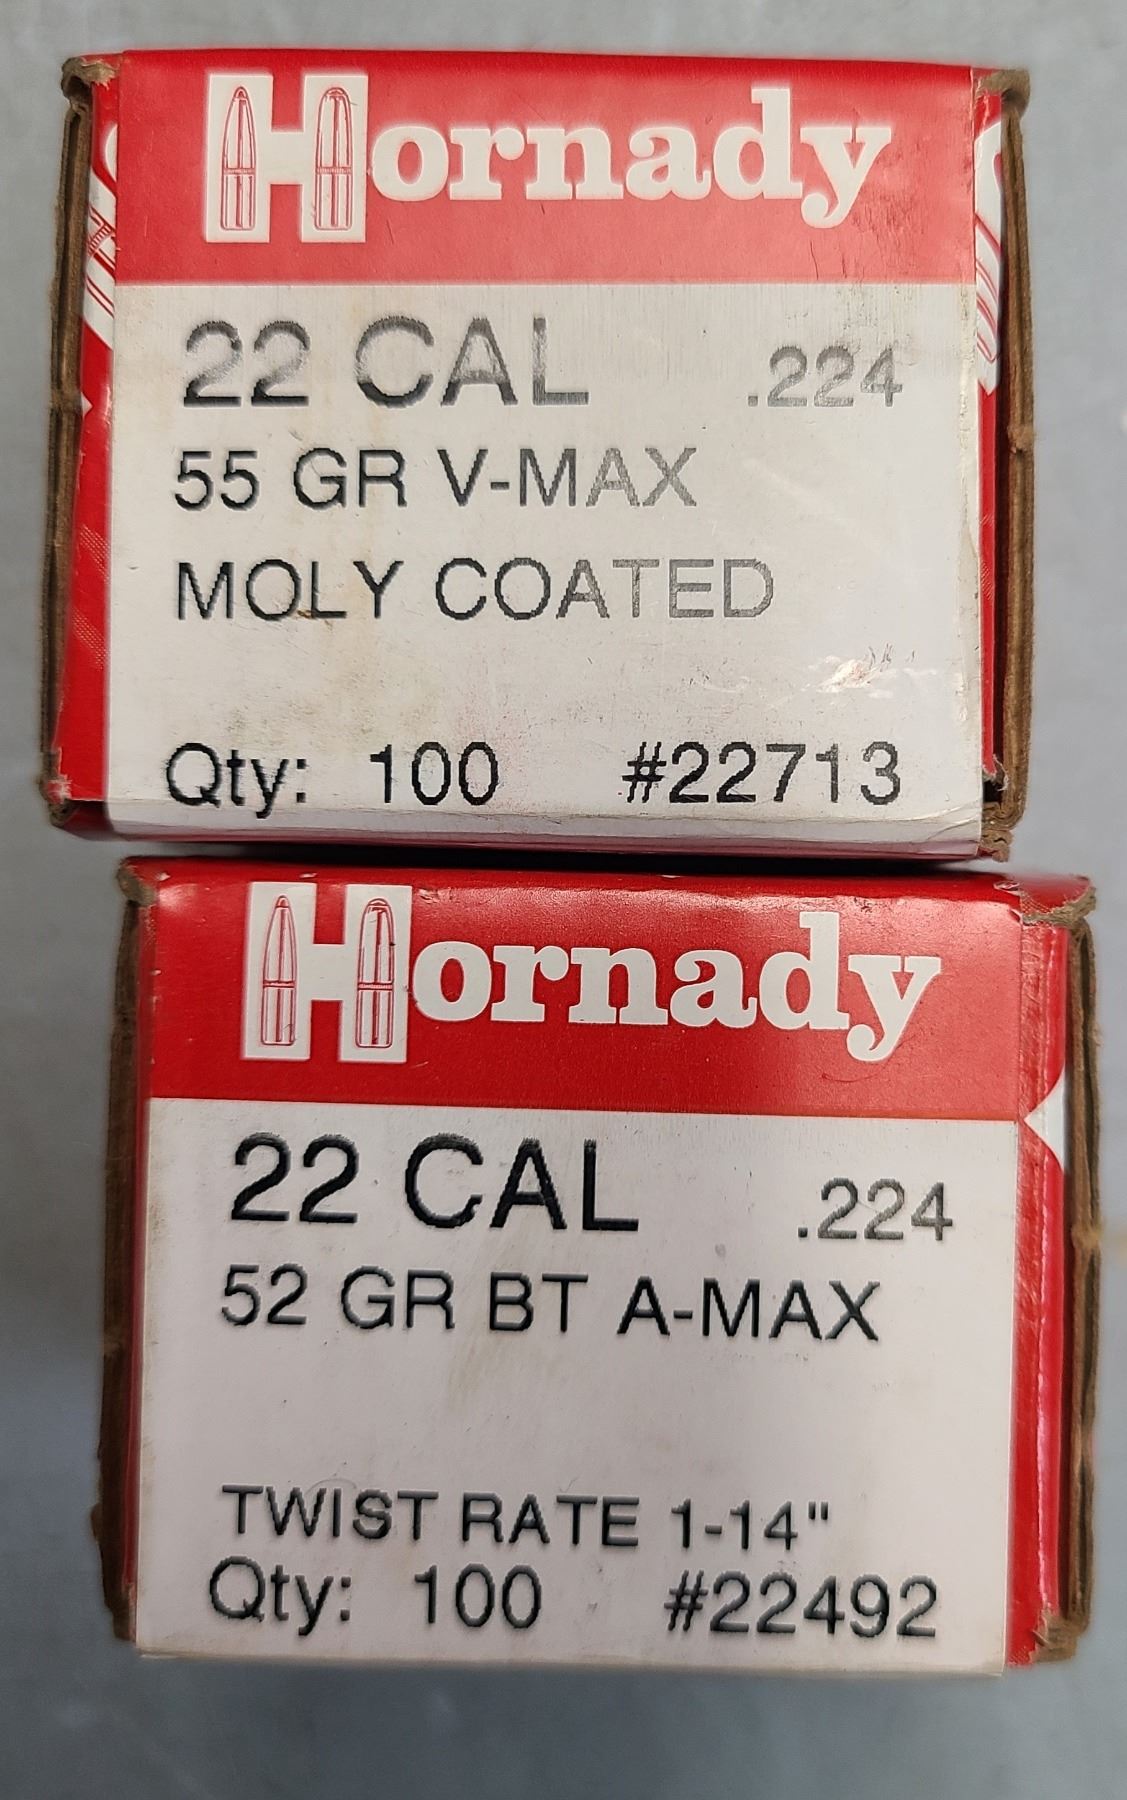 Hornady
22 CAL .224
55 GR V-MAX
MOLY COATED
Qty: 100 #22713
Hornady
22 CAL .224
52 GR BT A-MAX
TWIST RATE 1-14"
Qty: 100 #22492